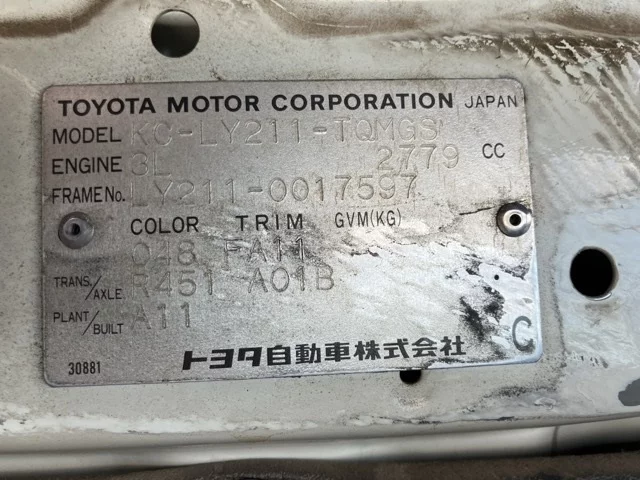 TOYOTA MOTOR CORPORATION JAPAN
MODEL KC-LY211-TQMGS
ENGINE 3L 2779 CC
FRAME No. LY211-0017597
COLOR TRIM GVM(KG)
048 FA11
TRANS./AXLE. R451 A01B
PLANT/BUILT A11
C
トヨタ自動車株式会社
30881